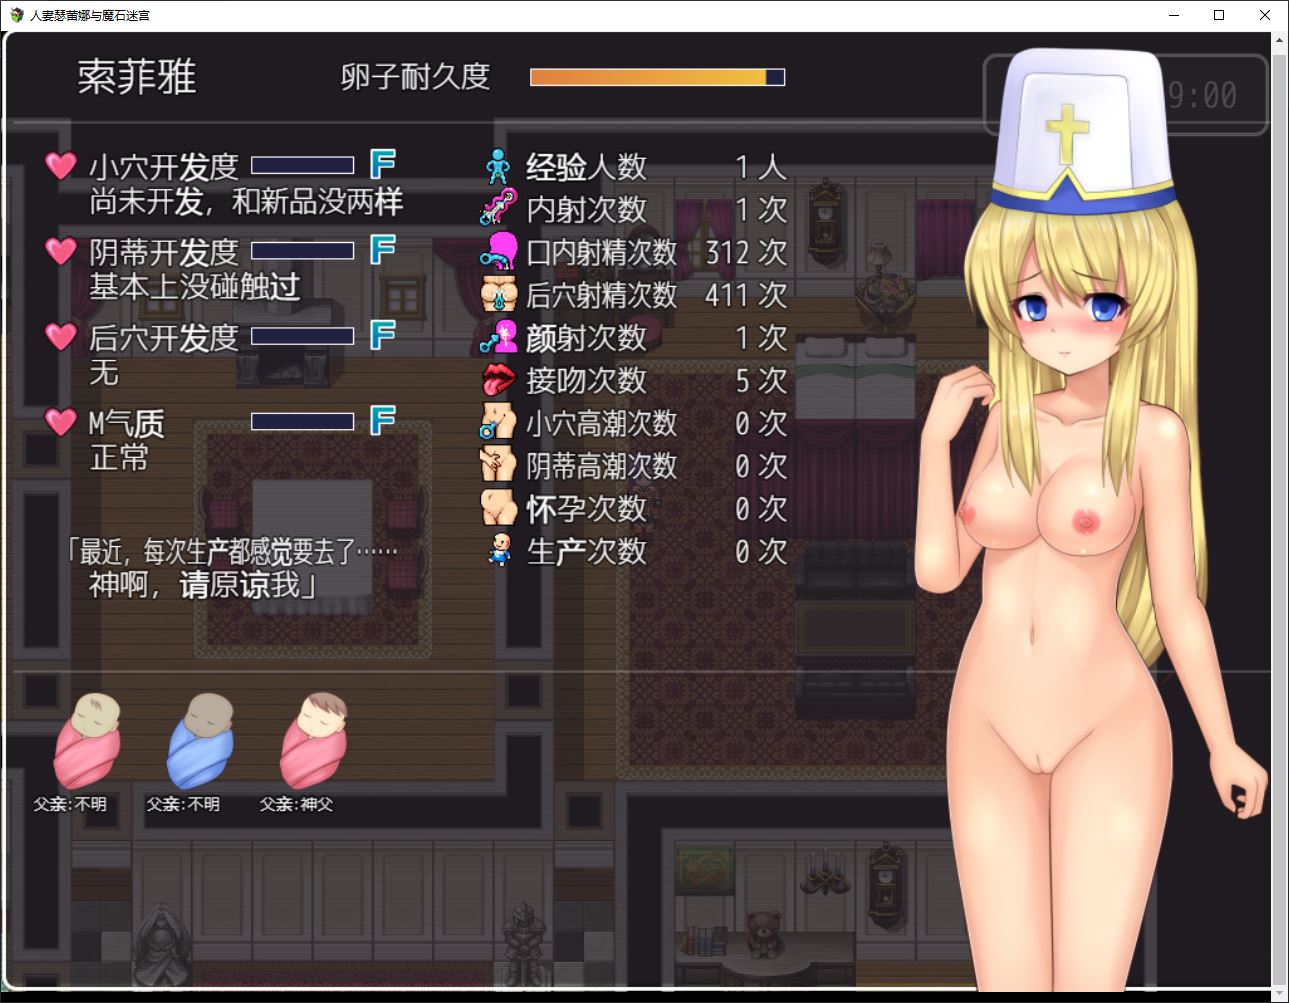 人妻瑟茵娜与魔石迷宫
索菲雅
卵子耐久度
9:00
小穴开发度 F
尚未开发，和新品没两样
阴蒂开发度 F
基本上没碰触过
后穴开发度 F
无
M气质 F
正常
「最近，每次生产都感觉要去了……
神啊，请原谅我」
经验人数 1 人
内射次数 1 次
口内射精次数 312 次
后穴射精次数 411 次
颜射次数 1 次
接吻次数 5 次
小穴高潮次数 0 次
阴蒂高潮次数 0 次
怀孕次数 0 次
生产次数 0 次
父亲:不明
父亲:不明
父亲:神父